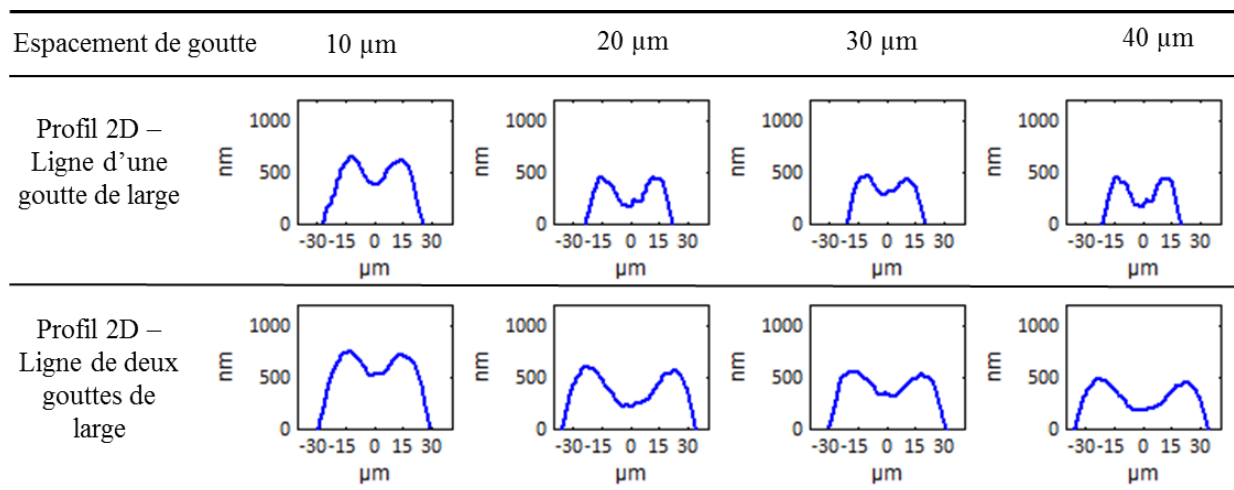 Espacement de goutte 10 µm 20 µm 30 µm 40 µm
Profil 2D –
Ligne d'une
goutte de large
1000
500
0
nm
-30 -15 0 15 30
µm
1000
500
0
nm
-30 -15 0 15 30
µm
1000
500
0
nm
-30 -15 0 15 30
µm
1000
500
0
nm
-30 -15 0 15 30
µm
Profil 2D –
Ligne de deux
gouttes de
large
1000
500
0
nm
-30 -15 0 15 30
µm
1000
500
0
nm
-30 -15 0 15 30
µm
1000
500
0
nm
-30 -15 0 15 30
µm
1000
500
0
nm
-30 -15 0 15 30
µm